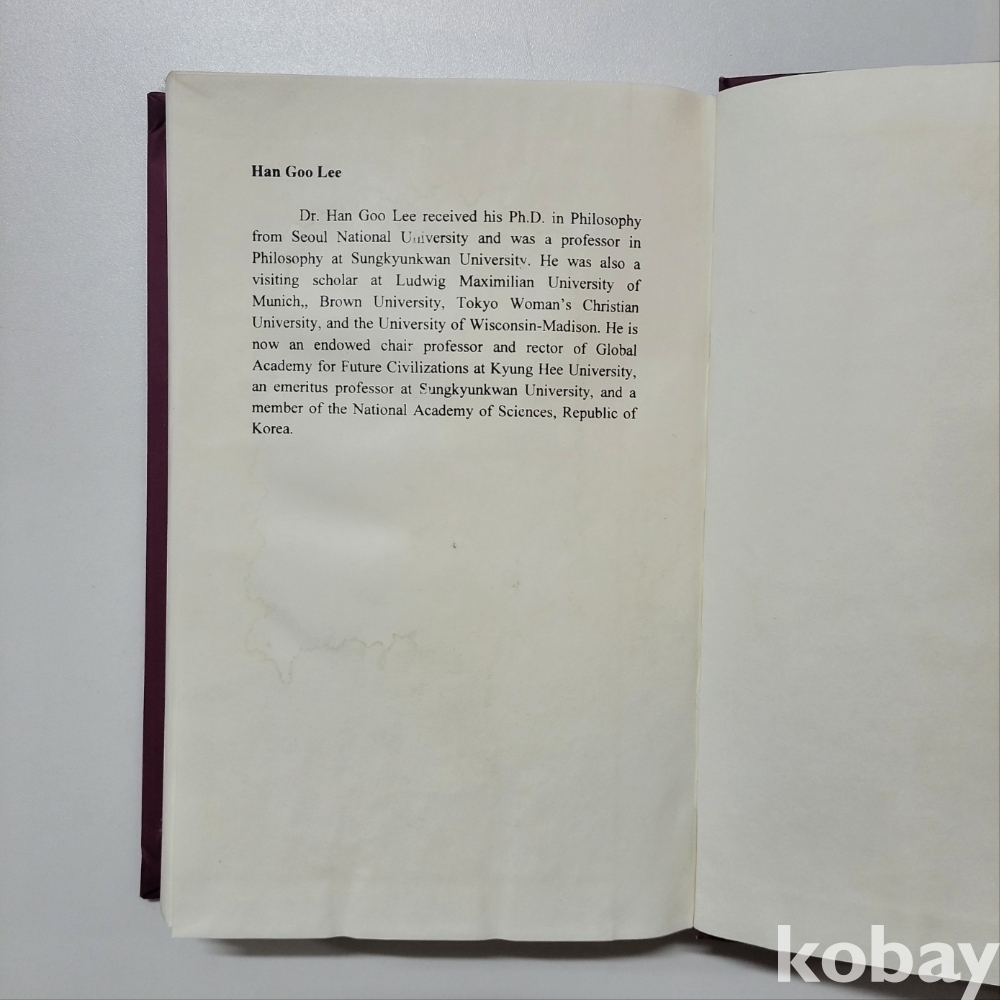 Han Goo Lee
Dr. Han Goo Lee received his Ph.D. in Philosophy
from Seoul National University and was a professor in
Philosophy at Sungkyunkwan University. He was also a
visiting scholar at Ludwig Maximilian University of
Munich,, Brown University, Tokyo Woman's Christian
University, and the University of Wisconsin-Madison. He is
now an endowed chair professor and rector of Global
Academy for Future Civilizations at Kyung Hee University,
an emeritus professor at Sungkyunkwan University, and a
member of the National Academy of Sciences, Republic of
Korea.
kobay